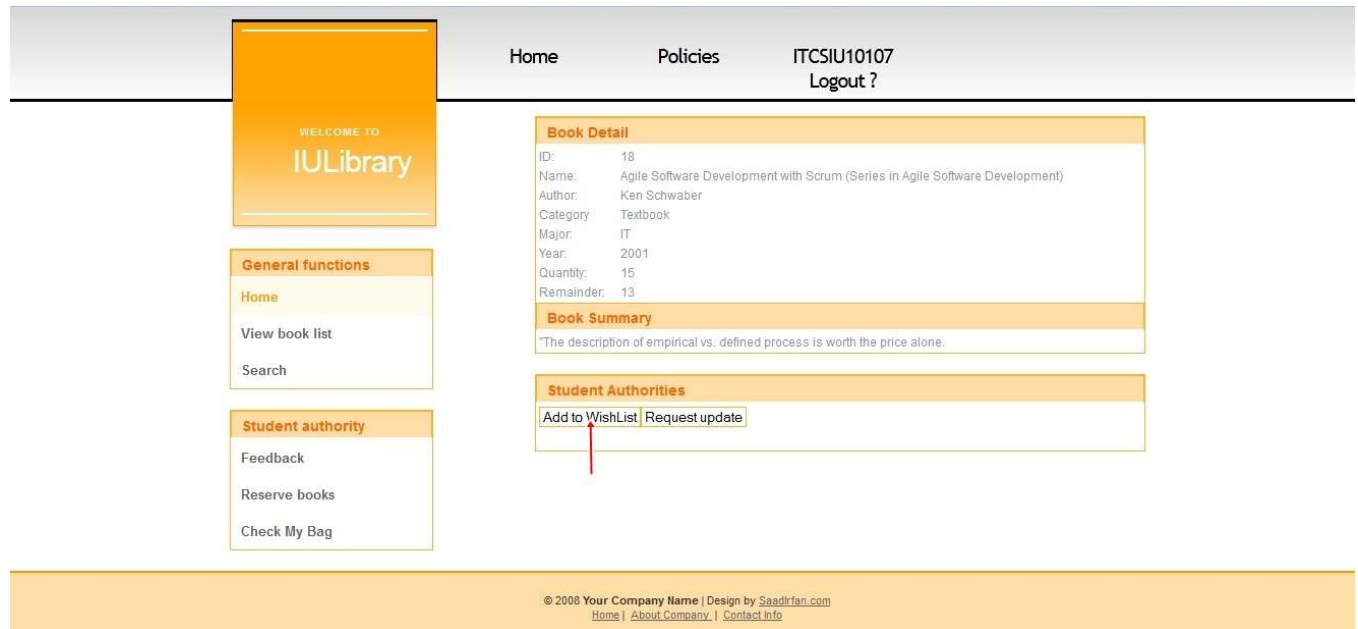 Home Policies ITCSIU10107
Logout ?
WELCOME TO
IULibrary
General functions
Home
View book list
Search
Student authority
Feedback
Reserve books
Check My Bag
Book Detail
ID: 18
Name: Agile Software Development with Scrum (Series in Agile Software Development)
Author: Ken Schwaber
Category Textbook
Major: IT
Year: 2001
Quantity: 15
Remainder: 13
Book Summary
"The description of empirical vs. defined process is worth the price alone.
Student Authorities
Add to WishList Request update
© 2008 Your Company Name | Design by SaadIrfan.com
Home | About Company | Contact Info